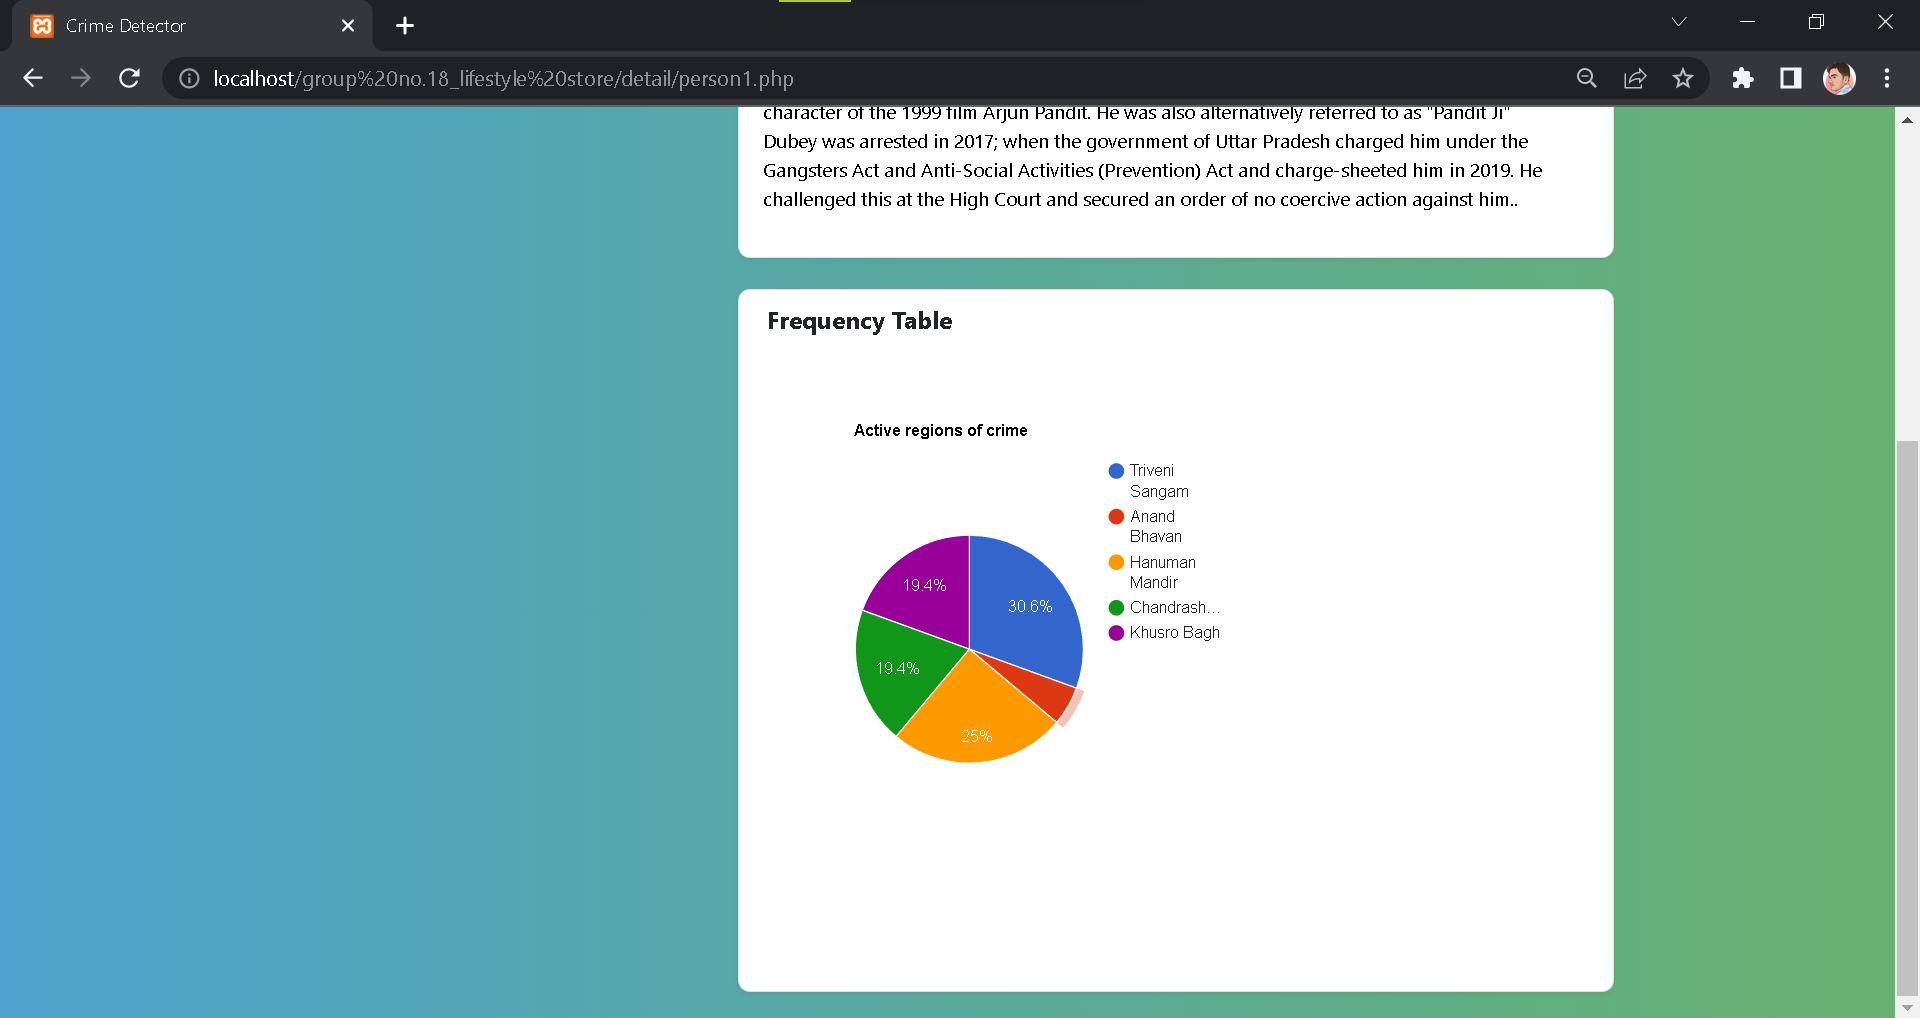 Crime Detector
localhost/group%20no.18_lifestyle%20store/detail/person1.php
character of the 1999 film Arjun Pandit. He was also alternatively referred to as "Pandit Ji"
Dubey was arrested in 2017; when the government of Uttar Pradesh charged him under the
Gangsters Act and Anti-Social Activities (Prevention) Act and charge-sheeted him in 2019. He
challenged this at the High Court and secured an order of no coercive action against him..
Frequency Table
Active regions of crime
Triveni
Sangam
Anand
Bhavan
Hanuman
Mandir
Chandrash...
Khusro Bagh
19.4%
30.6%
19.4%
25%